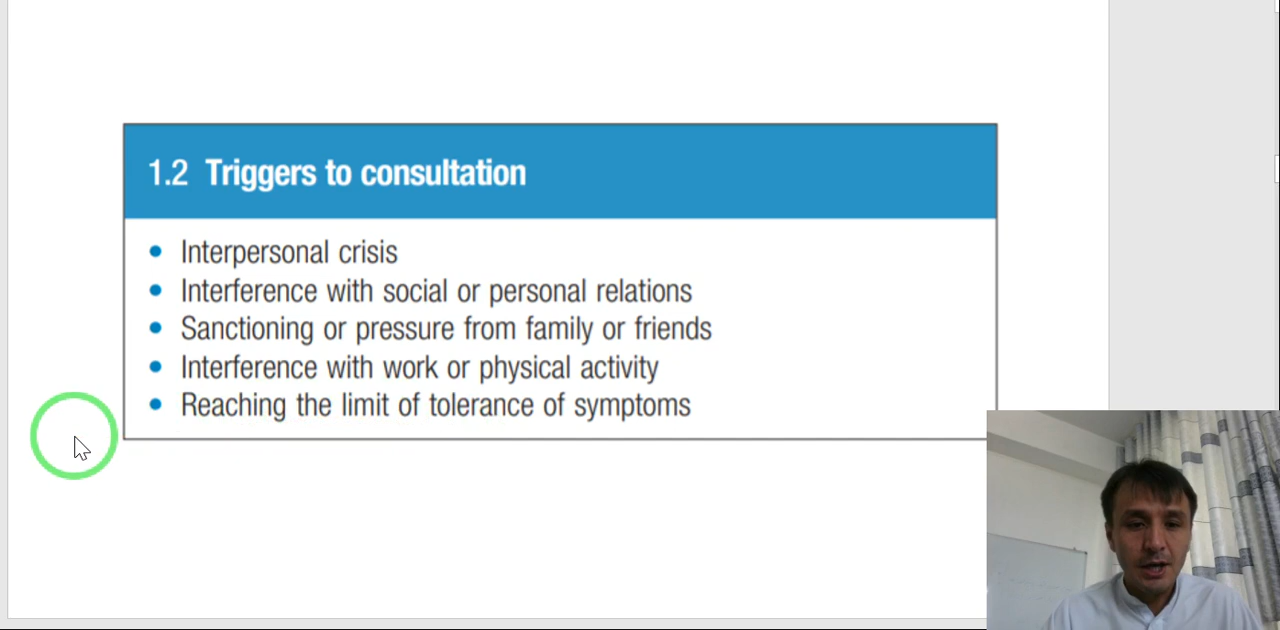 1.2 Triggers to consultation
• Interpersonal crisis
• Interference with social or personal relations
• Sanctioning or pressure from family or friends
• Interference with work or physical activity
• Reaching the limit of tolerance of symptoms